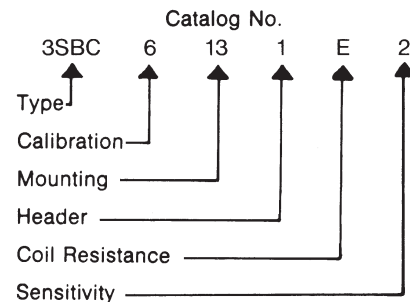 Catalog No.
3SBC 6 13 1 E 2
Type
Calibration
Mounting
Header
Coil Resistance
Sensitivity